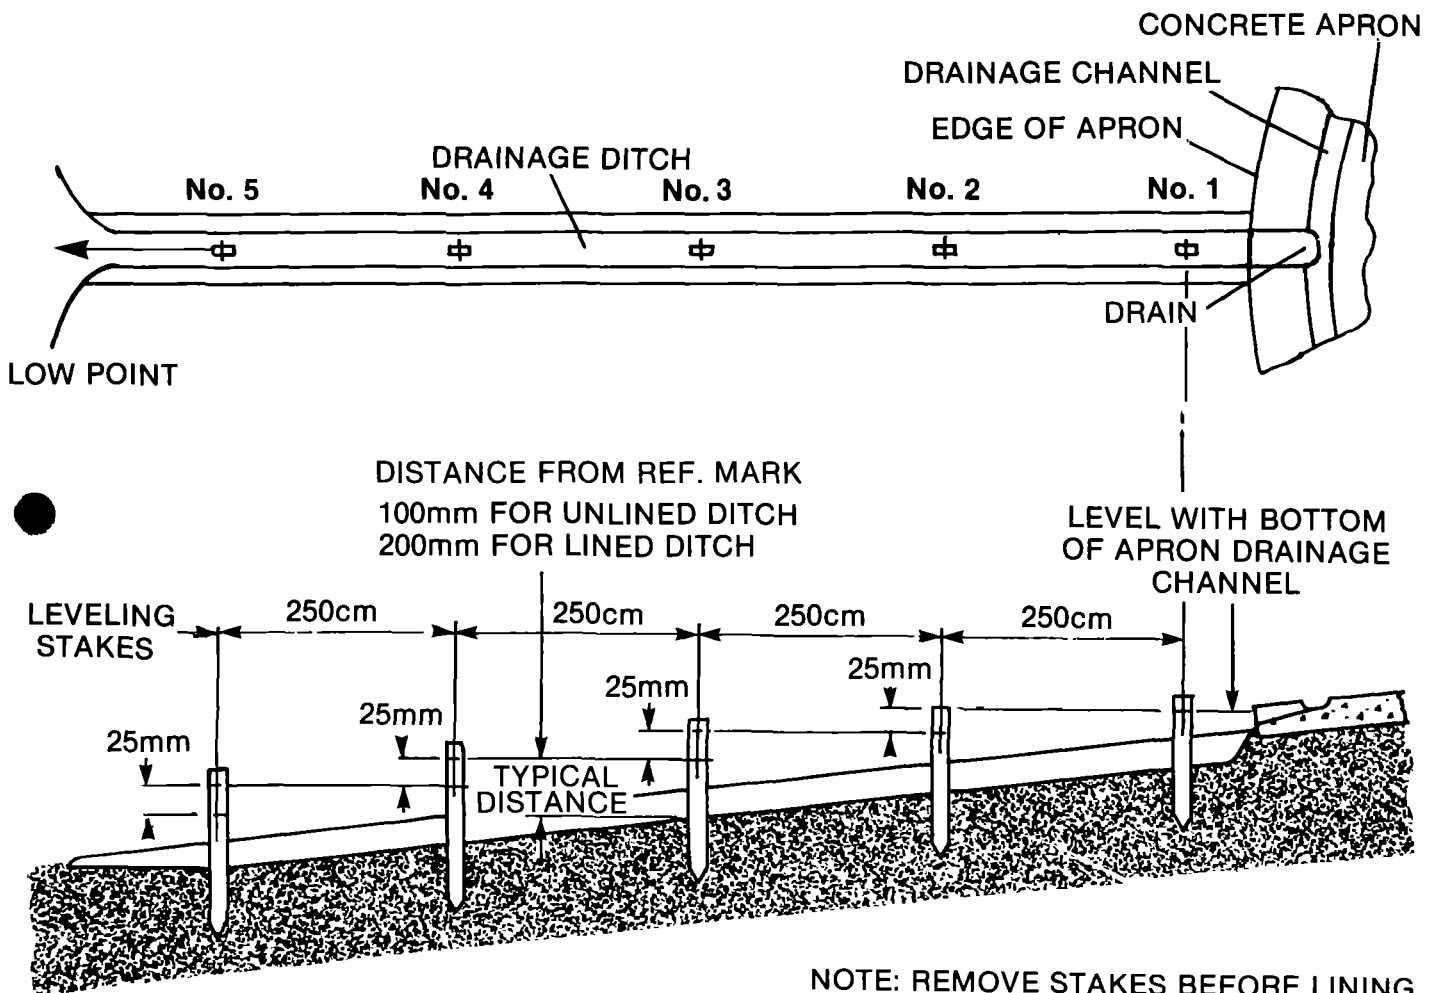 CONCRETE APRON
DRAINAGE CHANNEL
EDGE OF APRON
DRAINAGE DITCH
No. 5 No. 4 No. 3 No. 2 No. 1
DRAIN
LOW POINT
DISTANCE FROM REF. MARK
100mm FOR UNLINED DITCH
200mm FOR LINED DITCH
LEVEL WITH BOTTOM
OF APRON DRAINAGE
CHANNEL
LEVELING
STAKES
250cm 250cm 250cm 250cm
25mm
25mm
25mm
25mm
TYPICAL
DISTANCE
NOTE: REMOVE STAKES BEFORE LINING